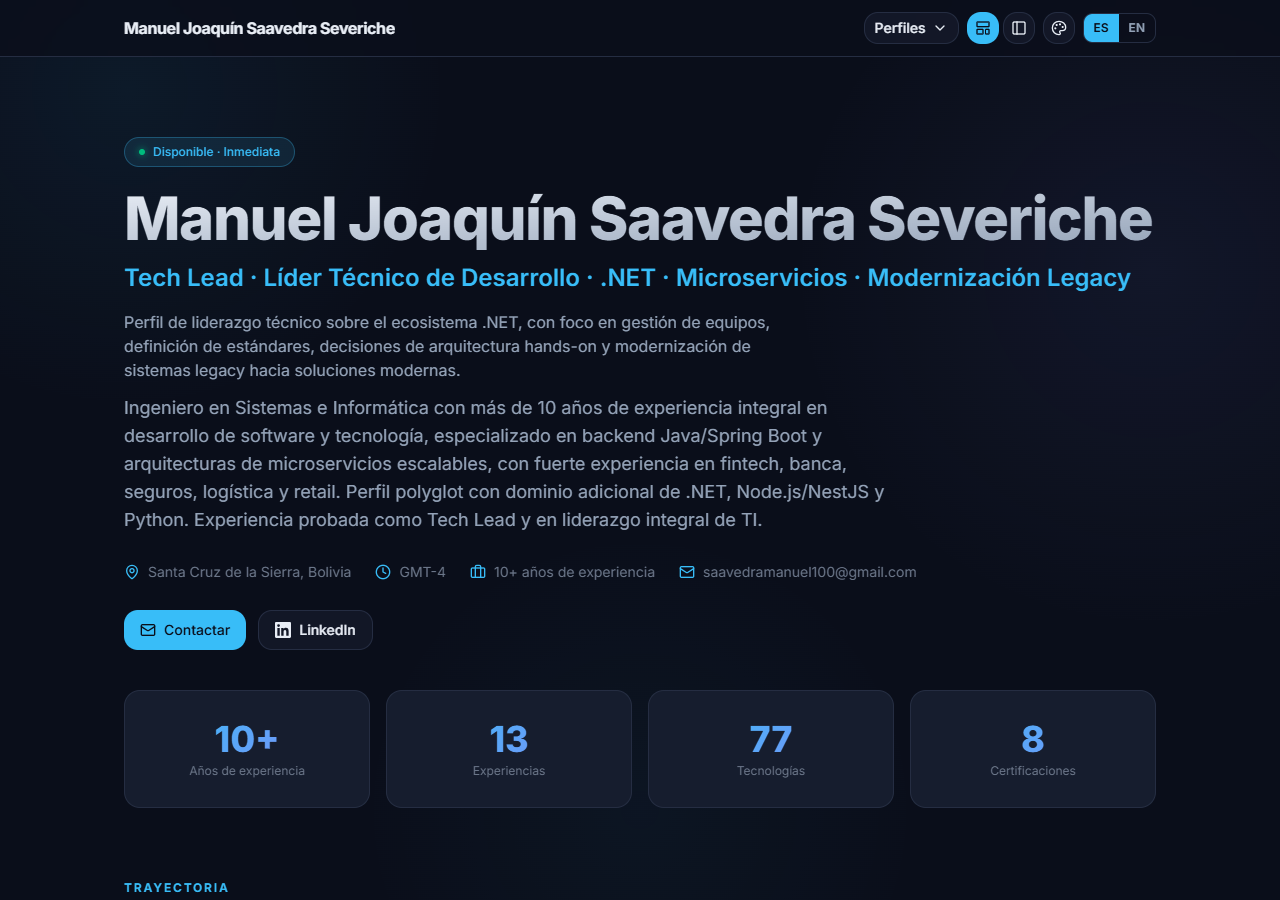 Manuel Joaquín Saavedra Severiche
Perfiles
ES EN
Disponible · Inmediata
Manuel Joaquín Saavedra Severiche
Tech Lead · Líder Técnico de Desarrollo · .NET · Microservicios · Modernización Legacy
Perfil de liderazgo técnico sobre el ecosistema .NET, con foco en gestión de equipos,
definición de estándares, decisiones de arquitectura hands-on y modernización de
sistemas legacy hacia soluciones modernas.
Ingeniero en Sistemas e Informática con más de 10 años de experiencia integral en
desarrollo de software y tecnología, especializado en backend Java/Spring Boot y
arquitecturas de microservicios escalables, con fuerte experiencia en fintech, banca,
seguros, logística y retail. Perfil polyglot con dominio adicional de .NET, Node.js/NestJS y
Python. Experiencia probada como Tech Lead y en liderazgo integral de TI.
Santa Cruz de la Sierra, Bolivia GMT-4 10+ años de experiencia saavedramanuel100@gmail.com
Contactar LinkedIn
10+ 13 77 8
Años de experiencia Experiencias Tecnologías Certificaciones
TRAYECTORIA